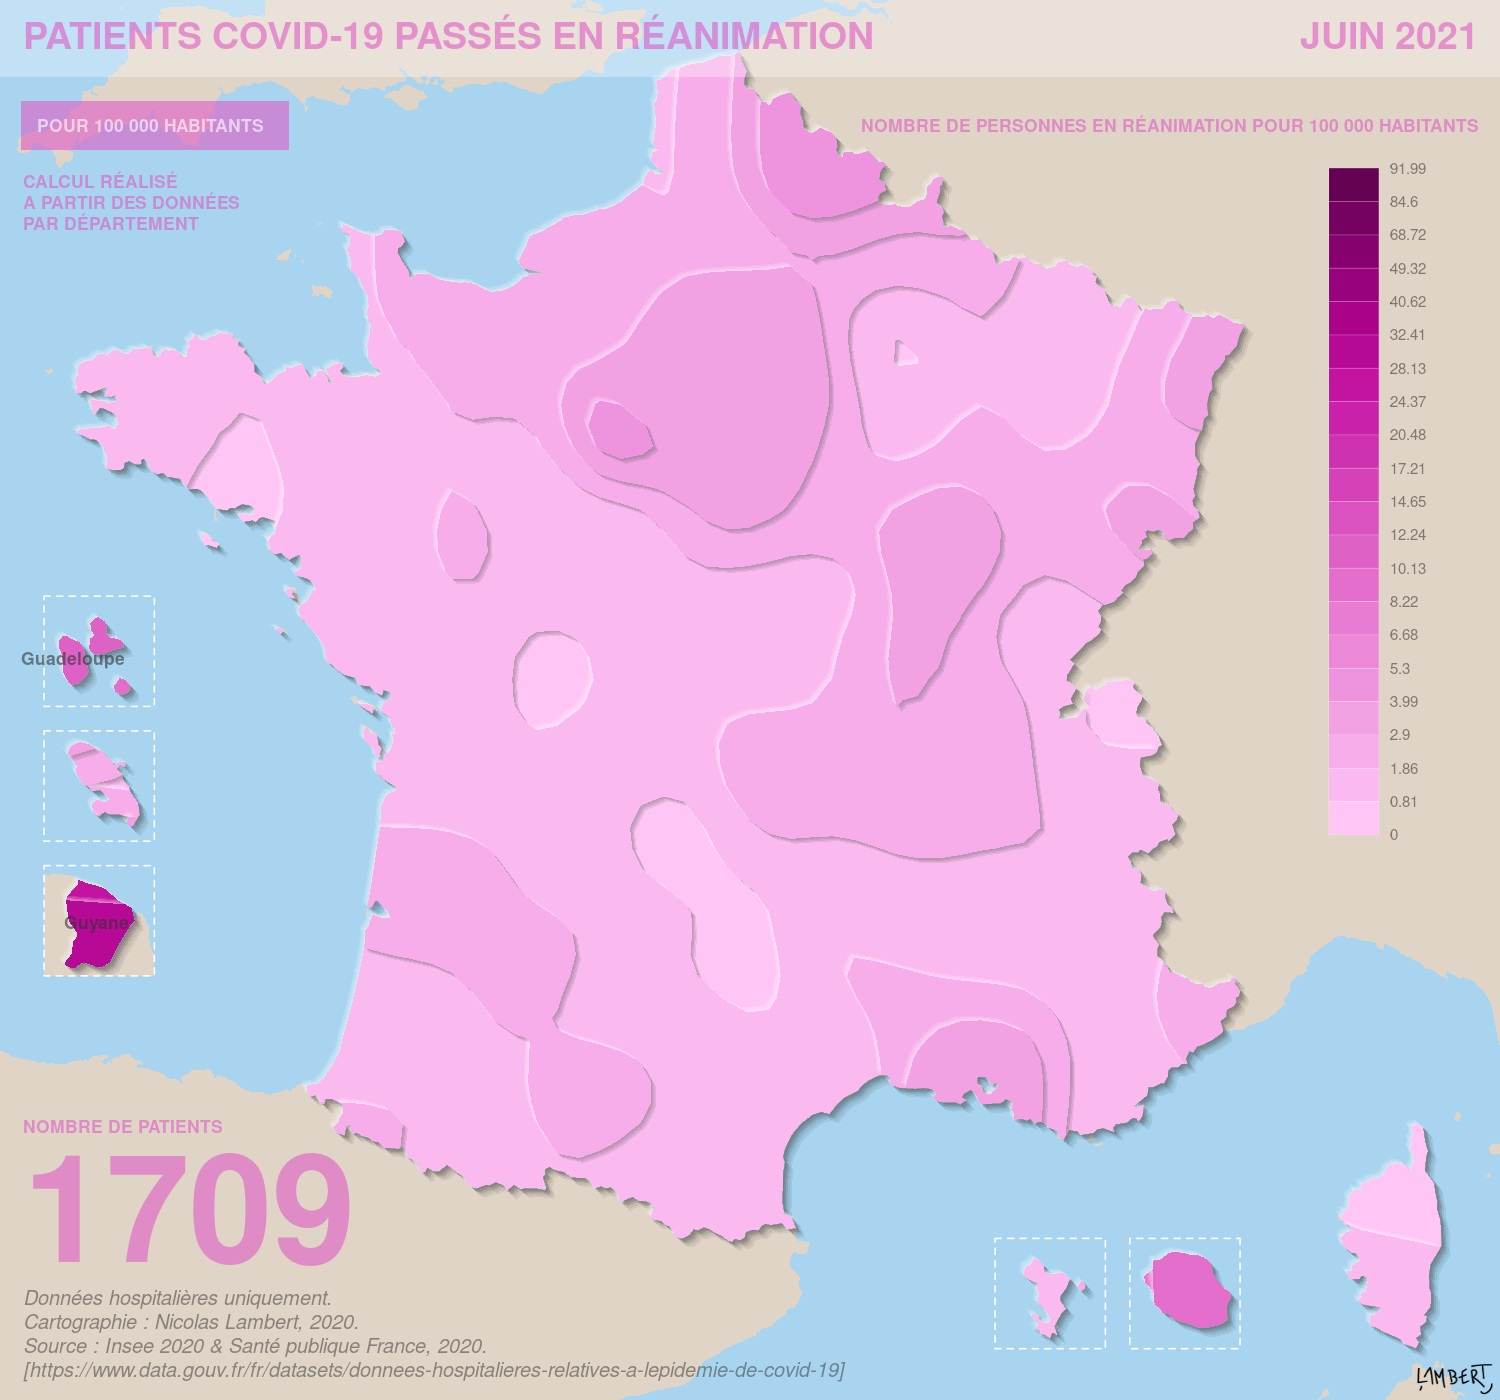 PATIENTS COVID-19 PASSÉS EN RÉANIMATION
JUIN 2021
POUR 100 000 HABITANTS
CALCUL RÉALISÉ
A PARTIR DES DONNÉES
PAR DÉPARTEMENT
NOMBRE DE PERSONNES EN RÉANIMATION POUR 100 000 HABITANTS
91.99
84.6
68.72
49.32
40.62
32.41
28.13
24.37
20.48
17.21
14.65
12.24
10.13
8.22
6.68
5.3
3.99
2.9
1.86
0.81
0
Guadeloupe
Guyane
NOMBRE DE PATIENTS
1709
Données hospitalières uniquement.
Cartographie : Nicolas Lambert, 2020.
Source : Insee 2020 & Santé publique France, 2020.
[https://www.data.gouv.fr/fr/datasets/donnees-hospitalieres-relatives-a-lepidemie-de-covid-19]
LAMBERT